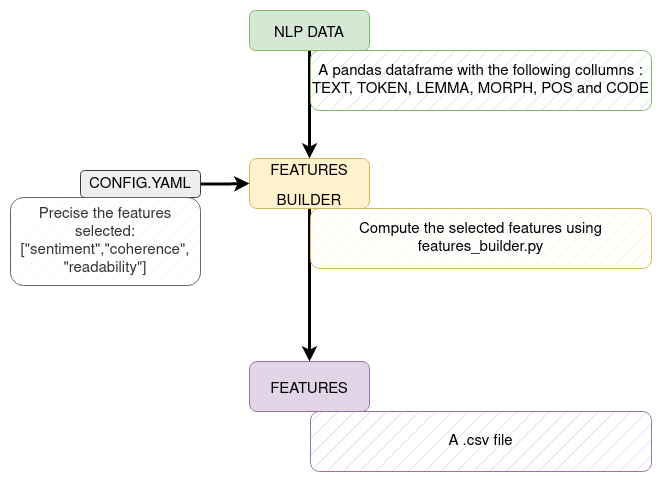 NLP DATA
A pandas dataframe with the following collumns :
TEXT, TOKEN, LEMMA, MORPH, POS and CODE
FEATURES
BUILDER
CONFIG.YAML
Precise the features
selected:
["sentiment","coherence",
"readability"]
Compute the selected features using
features_builder.py
FEATURES
A .csv file